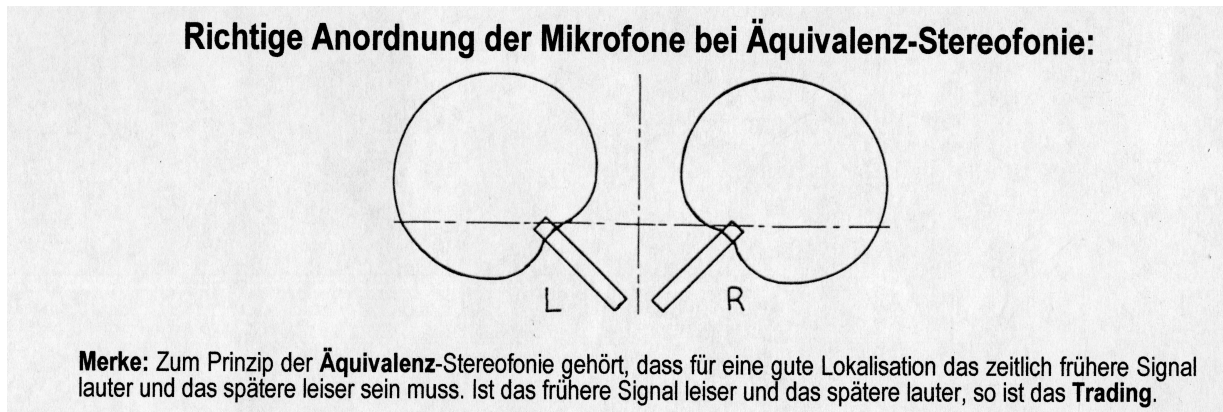 Richtige Anordnung der Mikrofone bei Äquivalenz-Stereofonie:
L R
Merke: Zum Prinzip der Äquivalenz-Stereofonie gehört, dass für eine gute Lokalisation das zeitlich frühere Signal
lauter und das spätere leiser sein muss. Ist das frühere Signal leiser und das spätere lauter, so ist das Trading.